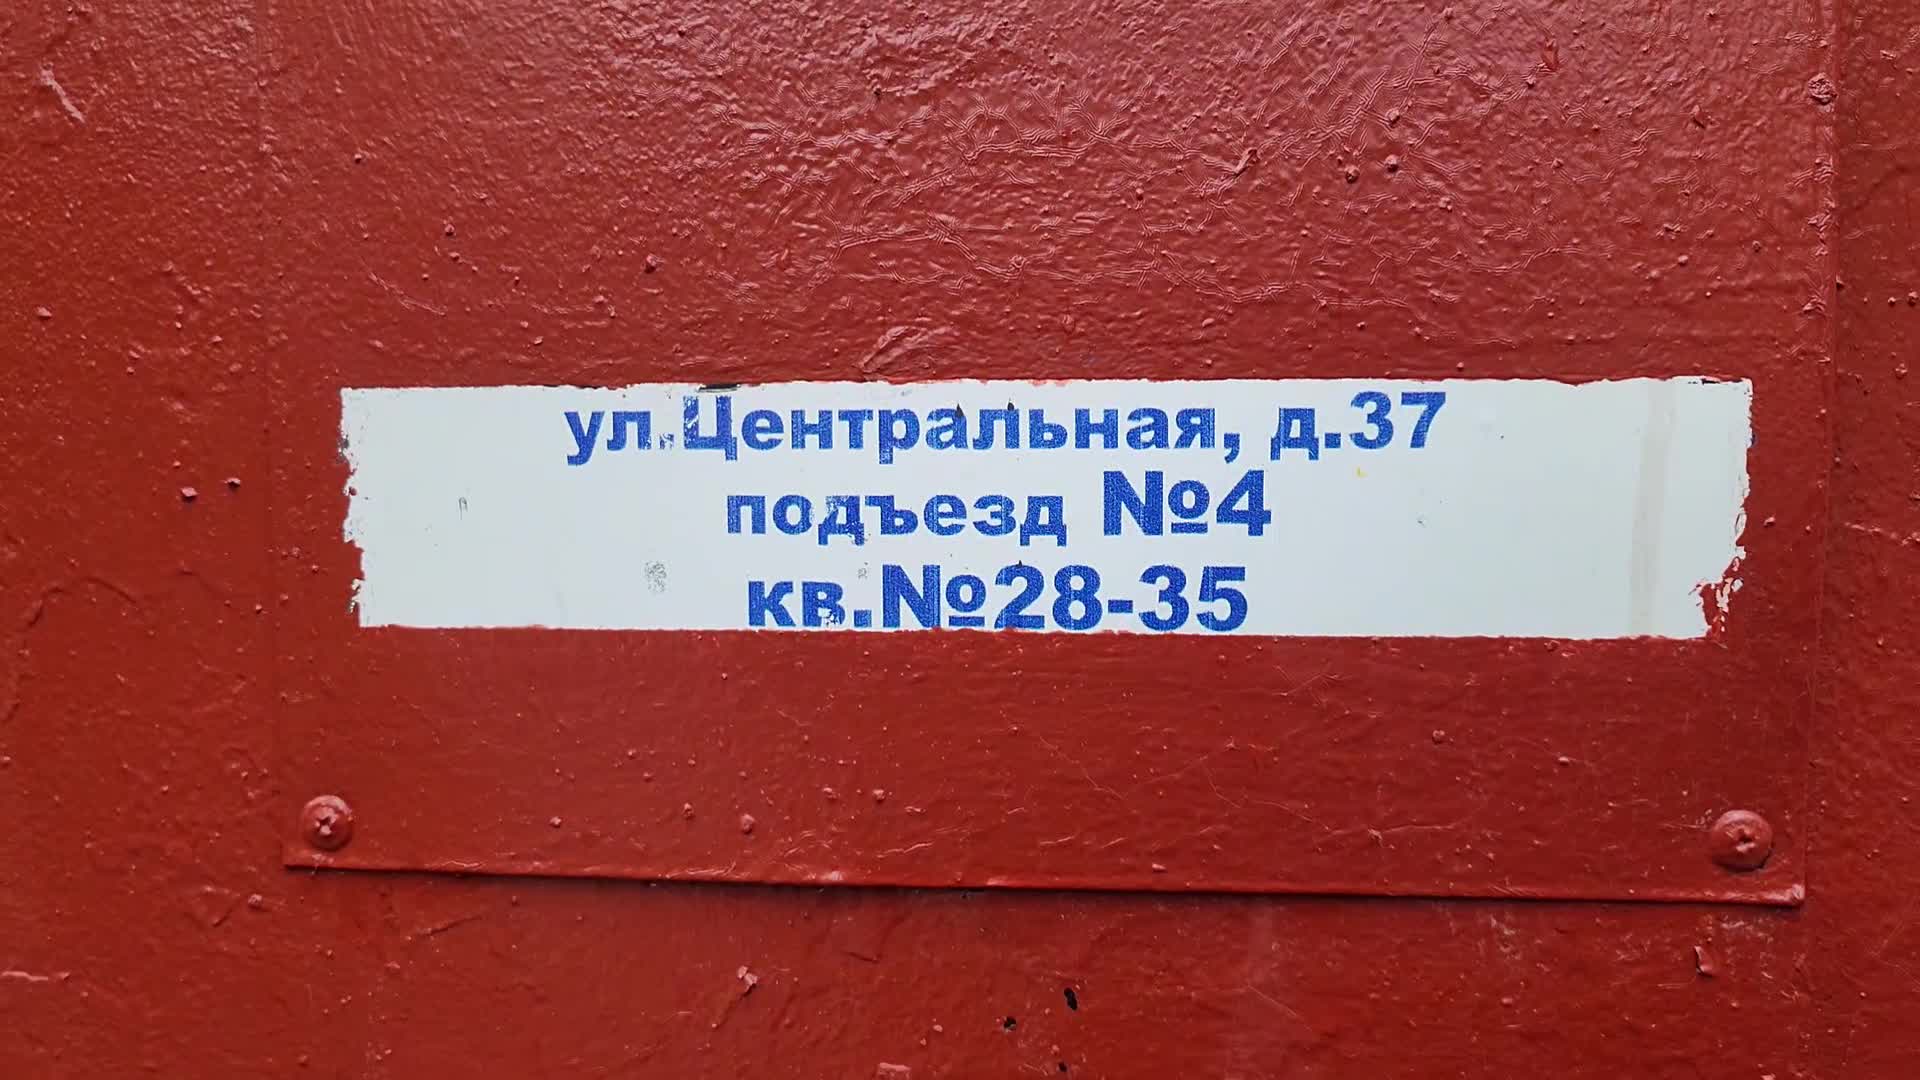 ул.Центральная, д.37
подъезд №4
кв.№28-35